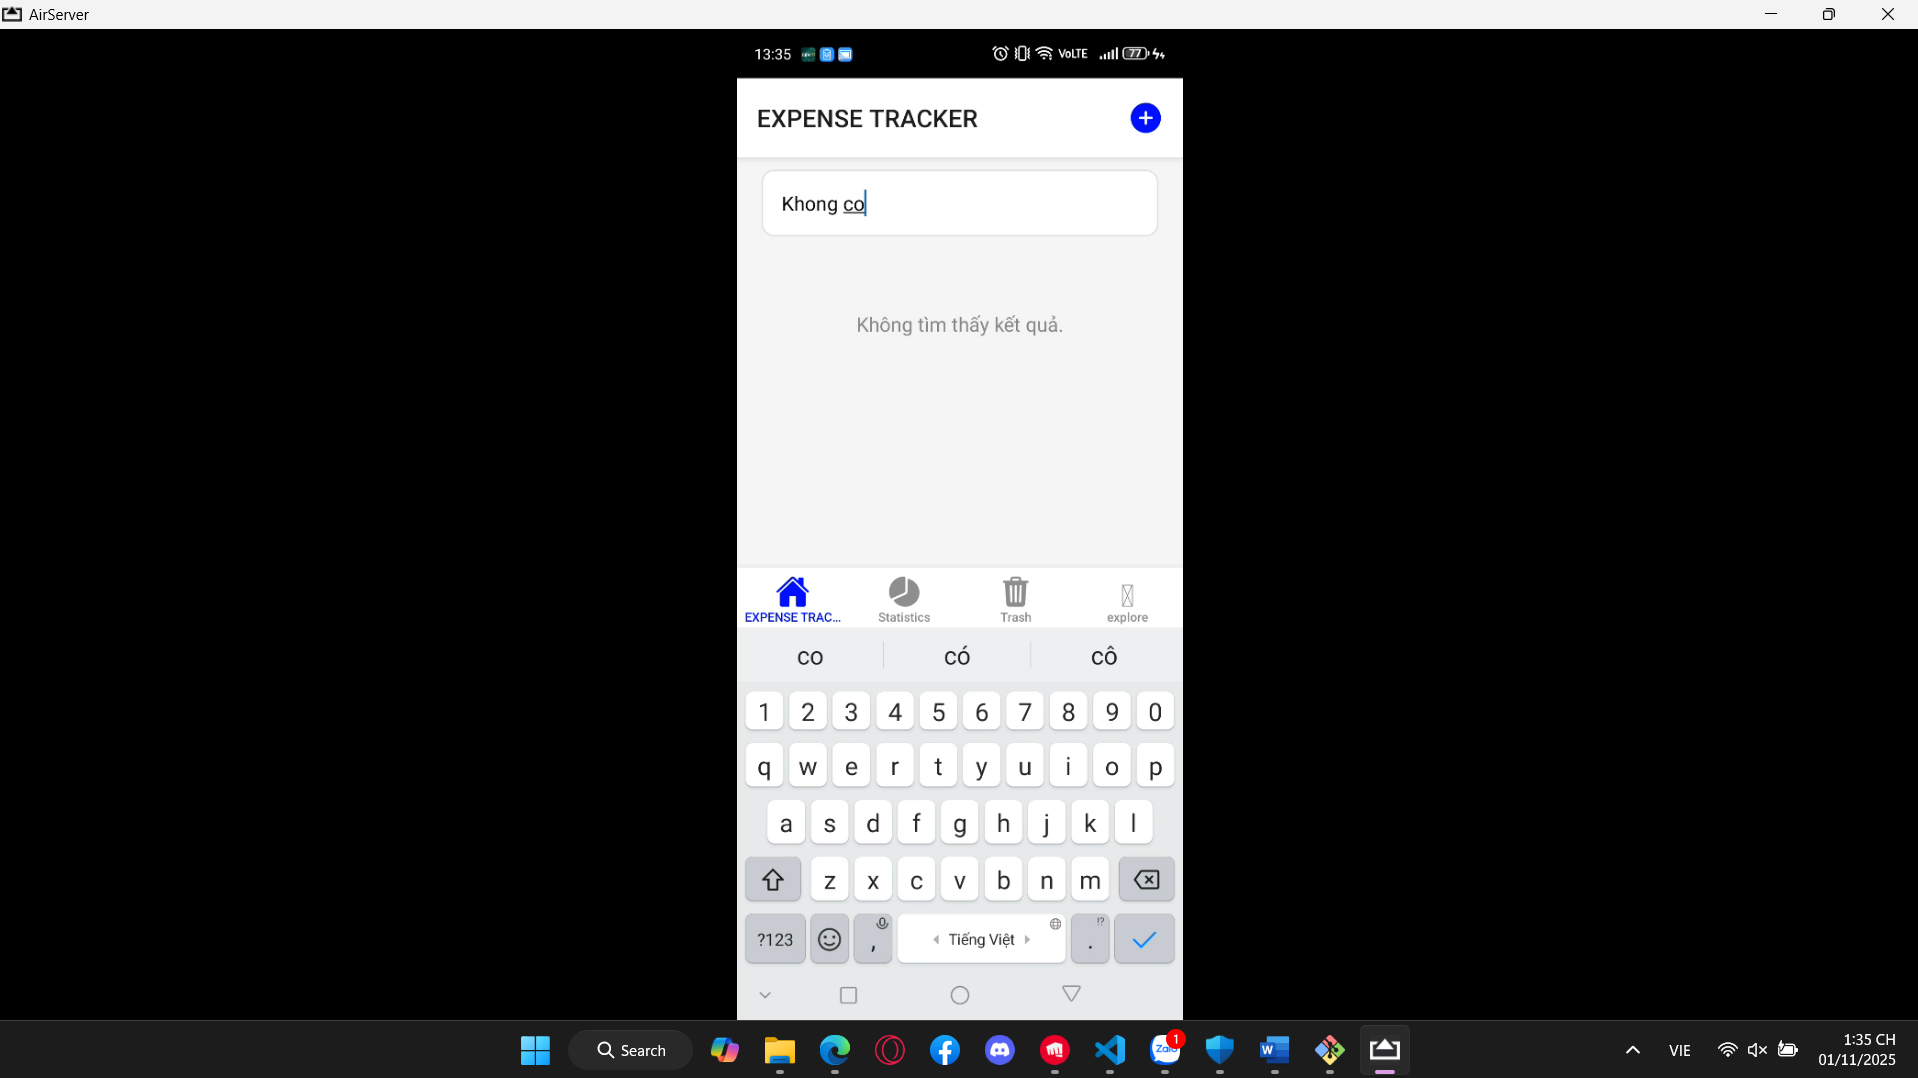 AirServer
13:35 VoLTE 77
EXPENSE TRACKER
Khong co
Không tìm thấy kết quả.
EXPENSE TRAC... Statistics Trash explore
co có cô
1 2 3 4 5 6 7 8 9 0
q w e r t y u i o p
a s d f g h j k l
z x c v b n m
?123 , Tiếng Việt . !?
Search Zalo 1 W VIE 1:35 CH
01/11/2025